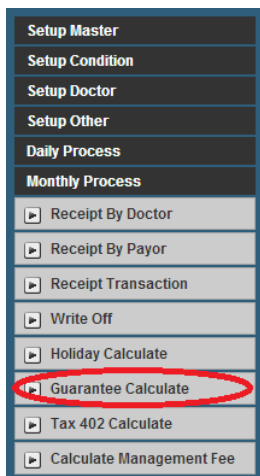 Setup Master
Setup Condition
Setup Doctor
Setup Other
Daily Process
Monthly Process
Receipt By Doctor
Receipt By Payor
Receipt Transaction
Write Off
Holiday Calculate
Guarantee Calculate
Tax 402 Calculate
Calculate Management Fee